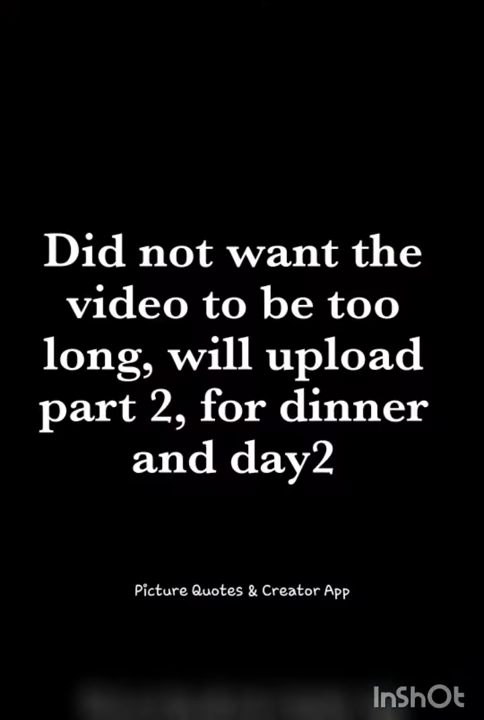 Did not want the
video to be too
long, will upload
part 2, for dinner
and day2
Picture Quotes & Creator App
InShOt